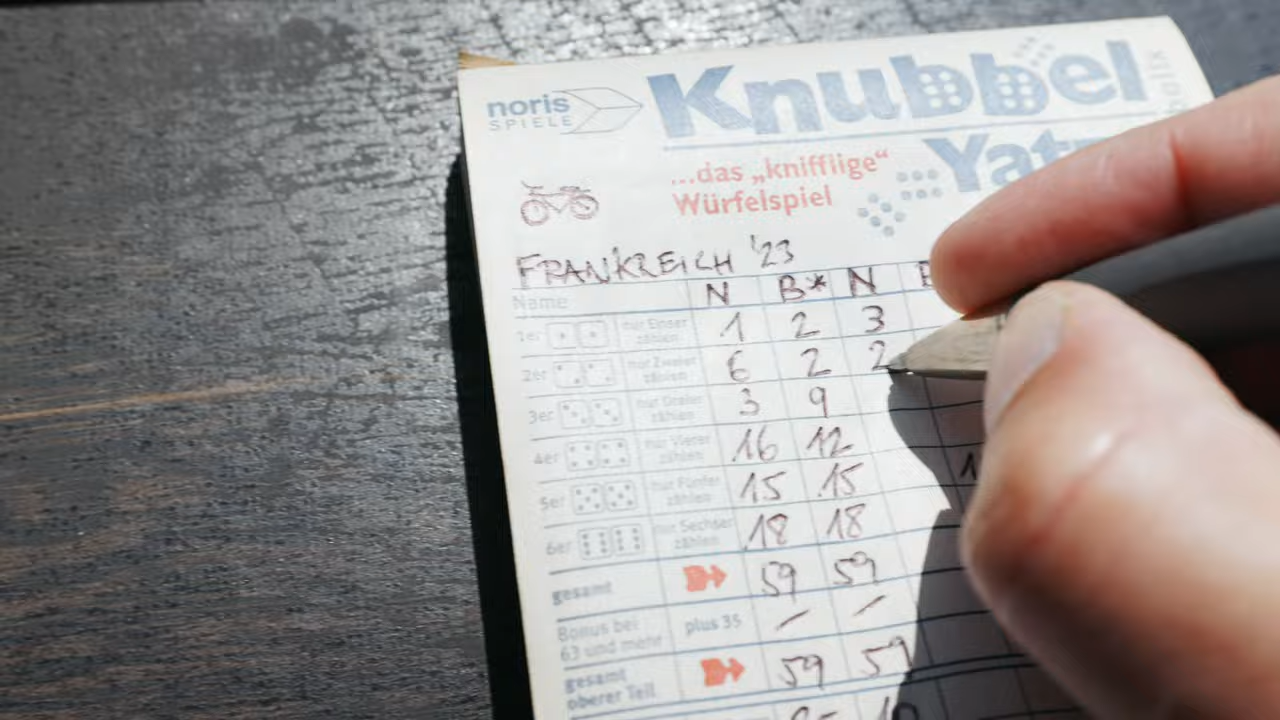 noris
SPIELE
Knubbel
...das „knifflige“
Würfelspiel
FRANKREICH '23
Name N B* N
1er nur Einser zählen 1 2 3
2er nur Zweier zählen 6 2 2
3er nur Dreier zählen 3 9
4er nur Vierer zählen 16 12
5er nur Fünfer zählen 15 15
6er nur Sechser zählen 18 18
gesamt 59 59
Bonus bei 63 und mehr plus 35 / /
gesamt oberer Teil 59 59